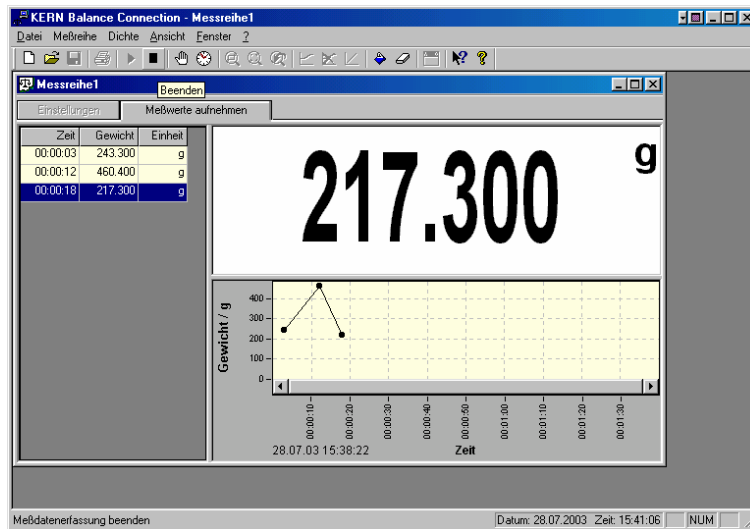 KERN Balance Connection - Messreihe1
Datei Meßreihe Dichte Ansicht Fenster ?
Messreihe1
Beenden
Einstellungen Meßwerte aufnehmen
Zeit Gewicht Einheit
00:00:03 243.300 g
00:00:12 460.400 g
00:00:18 217.300 g
217.300 g
Gewicht / g
400
300
200
100
0
00:00:10 00:00:20 00:00:30 00:00:40 00:00:50 00:01:00 00:01:10 00:01:20 00:01:30
28.07.03 15:38:22 Zeit
Meßdatenerfassung beenden Datum: 28.07.2003 Zeit: 15:41:06 NUM